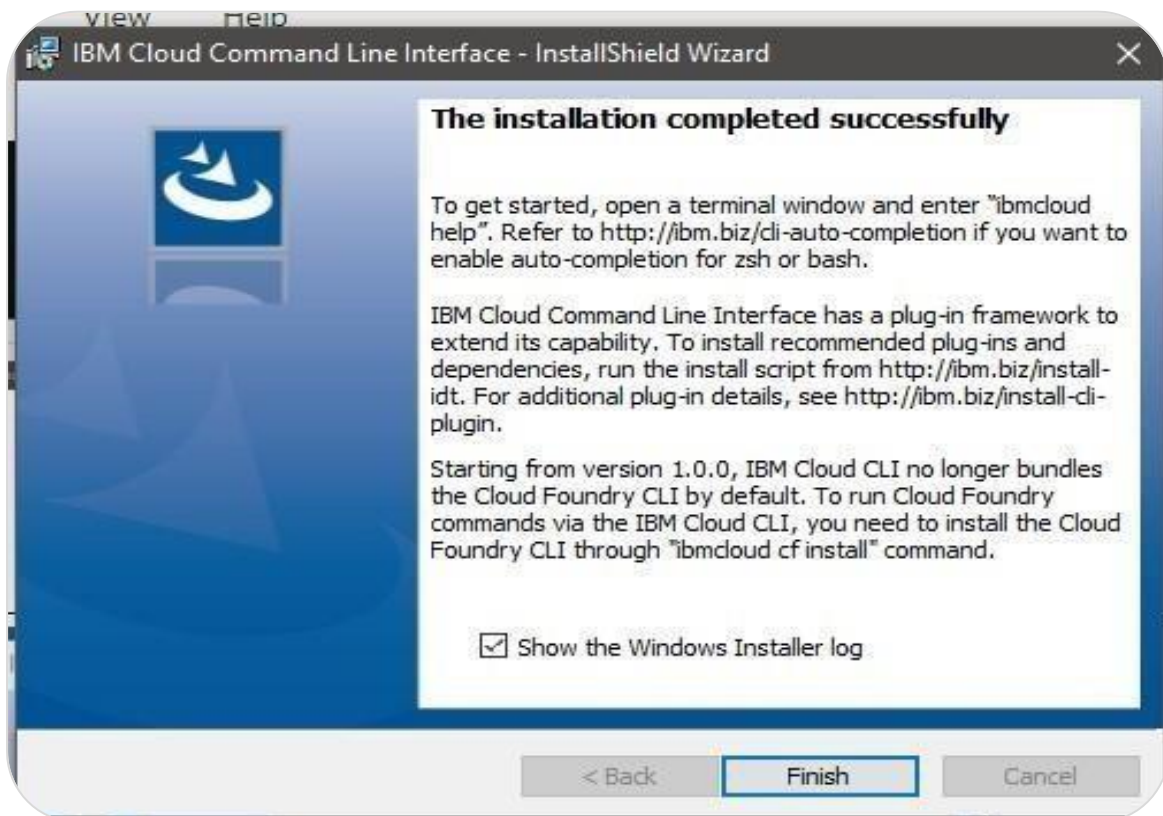 View Help
IBM Cloud Command Line Interface - InstallShield Wizard
The installation completed successfully
To get started, open a terminal window and enter "ibmcloud
help". Refer to http://ibm.biz/cli-auto-completion if you want to
enable auto-completion for zsh or bash.
IBM Cloud Command Line Interface has a plug-in framework to
extend its capability. To install recommended plug-ins and
dependencies, run the install script from http://ibm.biz/install-
idt. For additional plug-in details, see http://ibm.biz/install-cli-
plugin.
Starting from version 1.0.0, IBM Cloud CLI no longer bundles
the Cloud Foundry CLI by default. To run Cloud Foundry
commands via the IBM Cloud CLI, you need to install the Cloud
Foundry CLI through "ibmcloud cf install" command.
Show the Windows Installer log
< Back Finish Cancel